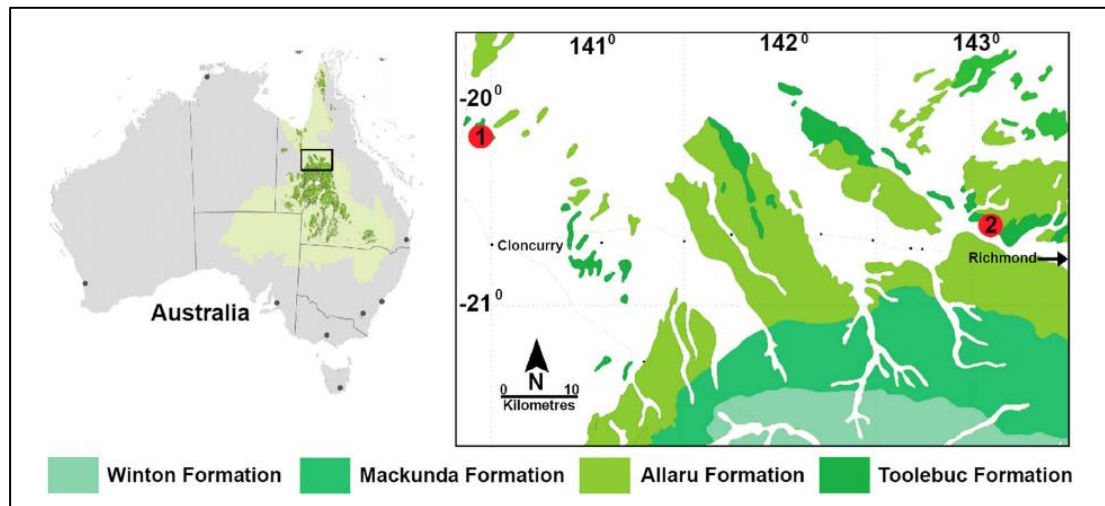 Australia
141⁰
142⁰
143⁰
-20⁰
1
2
Cloncurry
Richmond
-21⁰
N
0 10
Kilometres
Winton Formation
Mackunda Formation
Allaru Formation
Toolebuc Formation